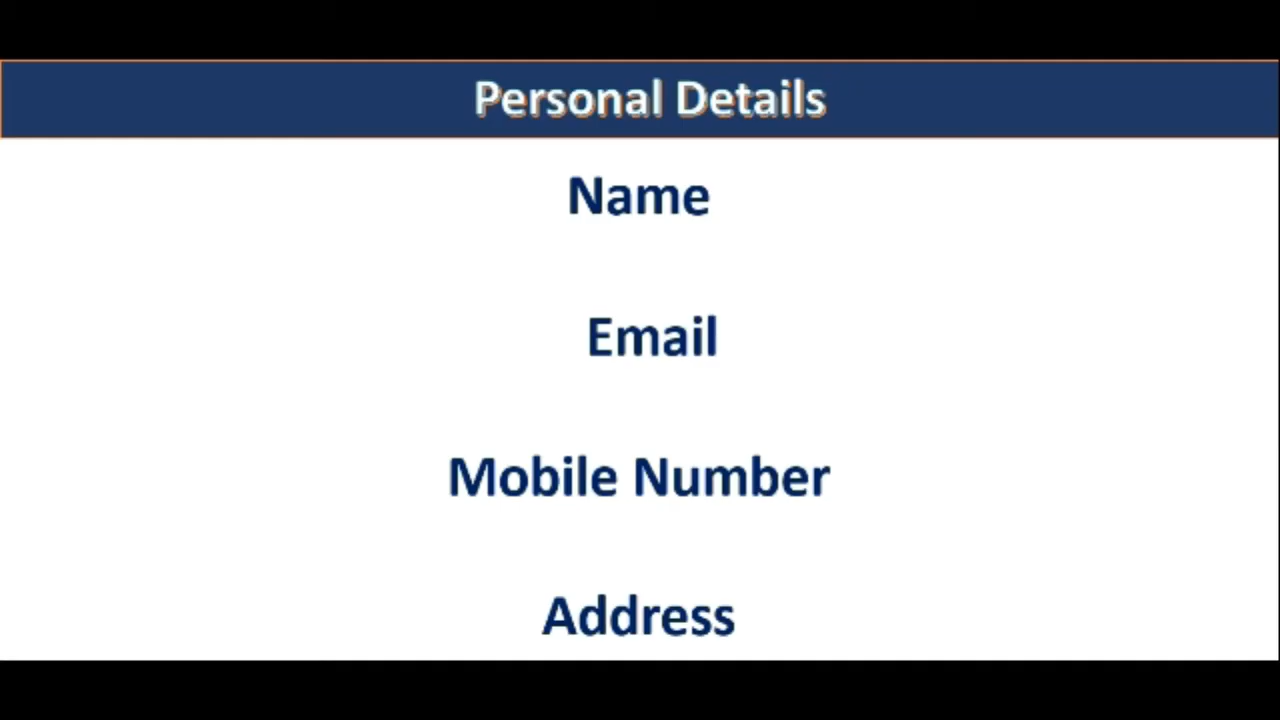 Personal Details
Name
Email
Mobile Number
Address